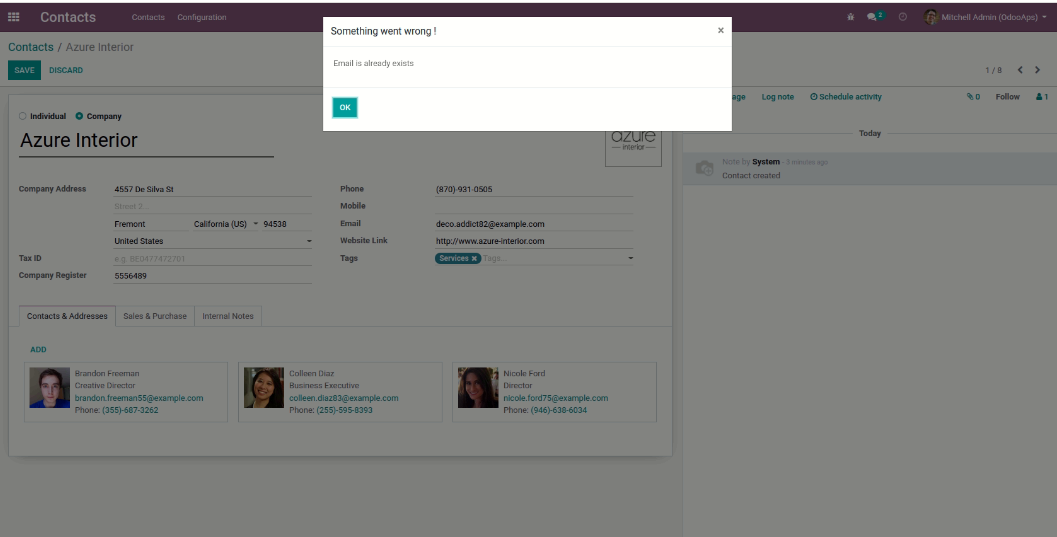 Contacts Contacts Configuration 2 Mitchell Admin (OdooAps)
Something went wrong ! ×
Email is already exists
OK
Contacts / Azure Interior
SAVE DISCARD 1 / 8
age Log note Schedule activity 0 Follow 1
Individual Company
Azure Interior
azure
interior
Today
Note by System - 3 minutes ago
Contact created
Company Address 4557 De Silva St
Street 2...
Fremont California (US) 94538
United States
Tax ID e.g. BE0477472701
Company Register 5556489
Phone (870)-931-0505
Mobile
Email deco.addict82@example.com
Website Link http://www.azure-interior.com
Tags Services × Tags...
Contacts & Addresses Sales & Purchase Internal Notes
ADD
Brandon Freeman
Creative Director
brandon.freeman55@example.com
Phone: (355)-687-3262
Colleen Diaz
Business Executive
colleen.diaz83@example.com
Phone: (255)-595-8393
Nicole Ford
Director
nicole.ford75@example.com
Phone: (946)-638-6034